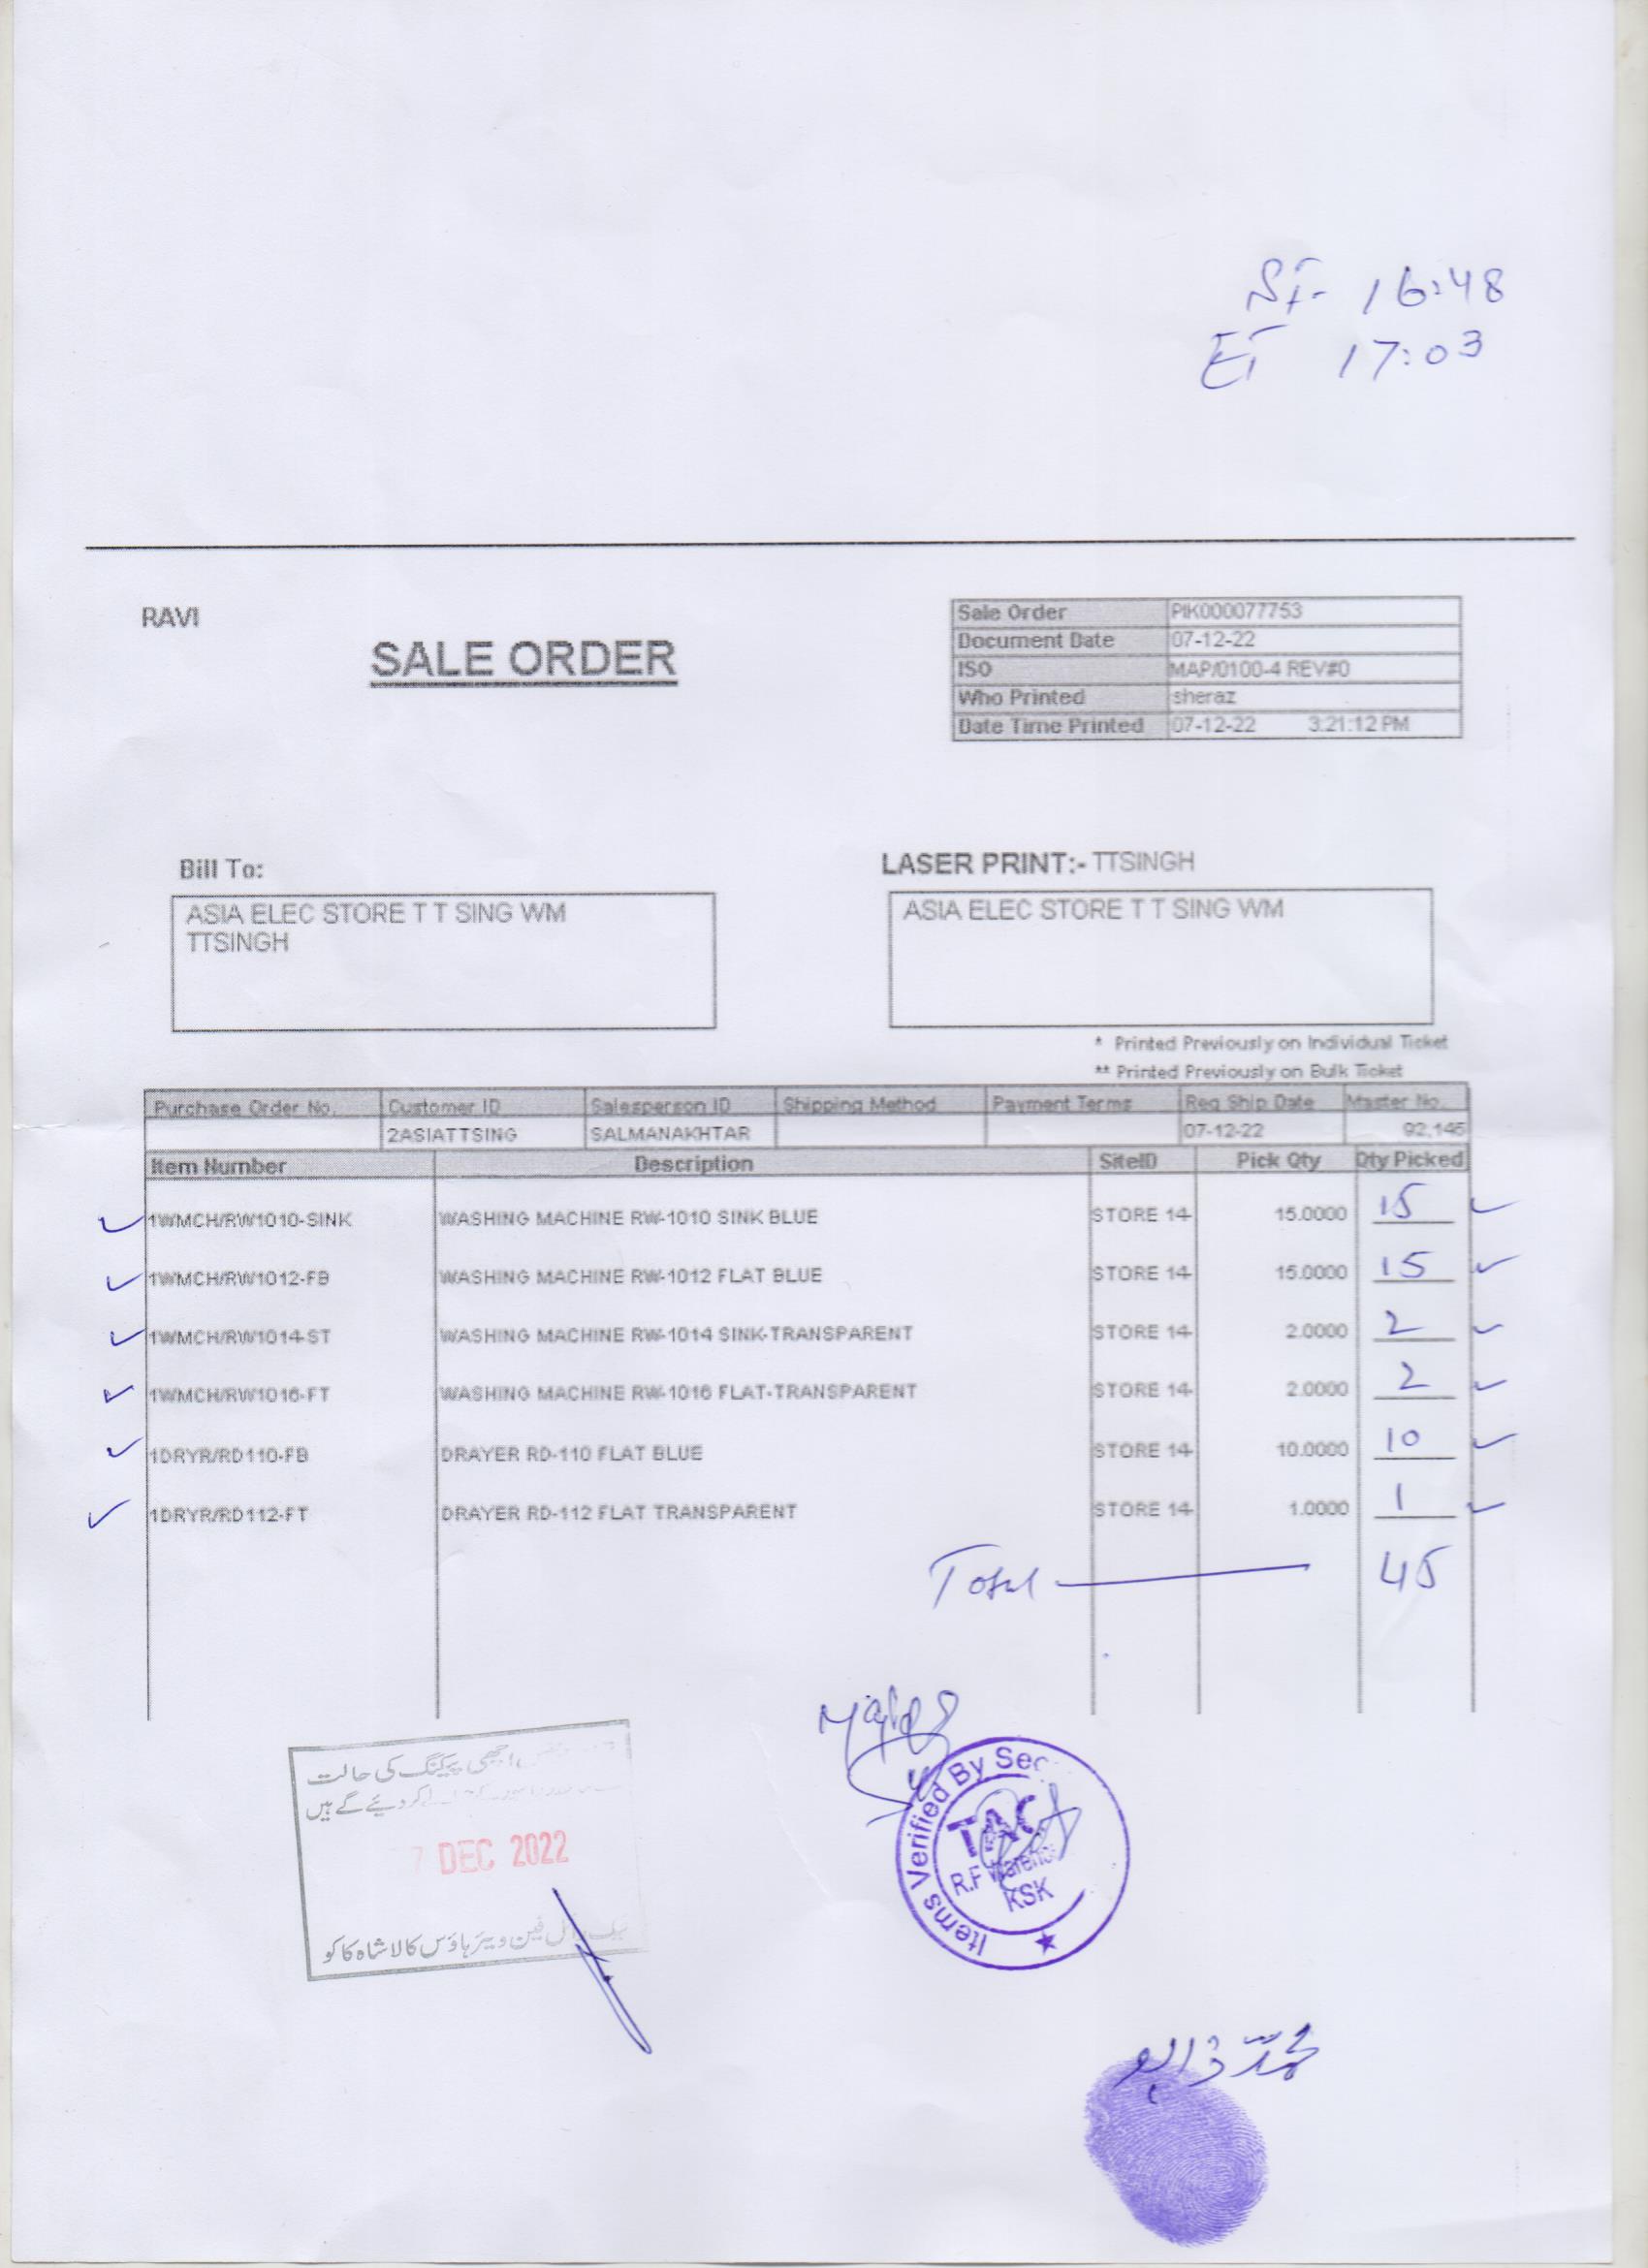 ST- 16:48
ET 17:03
RAVI
SALE ORDER
Sale Order PIK000077753
Document Date 07-12-22
ISO MAP/0100-4 REV#0
Who Printed sheraz
Date Time Printed 07-12-22 3:21:12 PM
Bill To:
ASIA ELEC STORE T T SING WM
TTSINGH
LASER PRINT:- TTSINGH
ASIA ELEC STORE T T SING WM
* Printed Previously on Individual Ticket
** Printed Previously on Bulk Ticket
Purchase Order No. Customer ID Salesperson ID Shipping Method Payment Terms Req Ship Date Master No.
2ASIATTSING SALMANAKHTAR 07-12-22 92,145
Item Number Description SiteID Pick Qty Qty Picked
1WMCH/RW1010-SINK WASHING MACHINE RW-1010 SINK BLUE STORE 14 15.0000 15
1WMCH/RW1012-FB WASHING MACHINE RW-1012 FLAT BLUE STORE 14 15.0000 15
1WMCH/RW1014-ST WASHING MACHINE RW-1014 SINK-TRANSPARENT STORE 14 2.0000 2
1WMCH/RW1016-FT WASHING MACHINE RW-1016 FLAT-TRANSPARENT STORE 14 2.0000 2
1DRYR/RD110-FB DRAYER RD-110 FLAT BLUE STORE 14 10.0000 10
1DRYR/RD112-FT DRAYER RD-112 FLAT TRANSPARENT STORE 14 1.0000 1
Total 45
اچھی پیکنگ کی حالت
کر دیئے گئے ہیں
7 DEC 2022
فین ویئر ہاؤس کالا شاہ کاکو
Items Verified By Sec
TAC
R.F Wareho
KSK
محمد